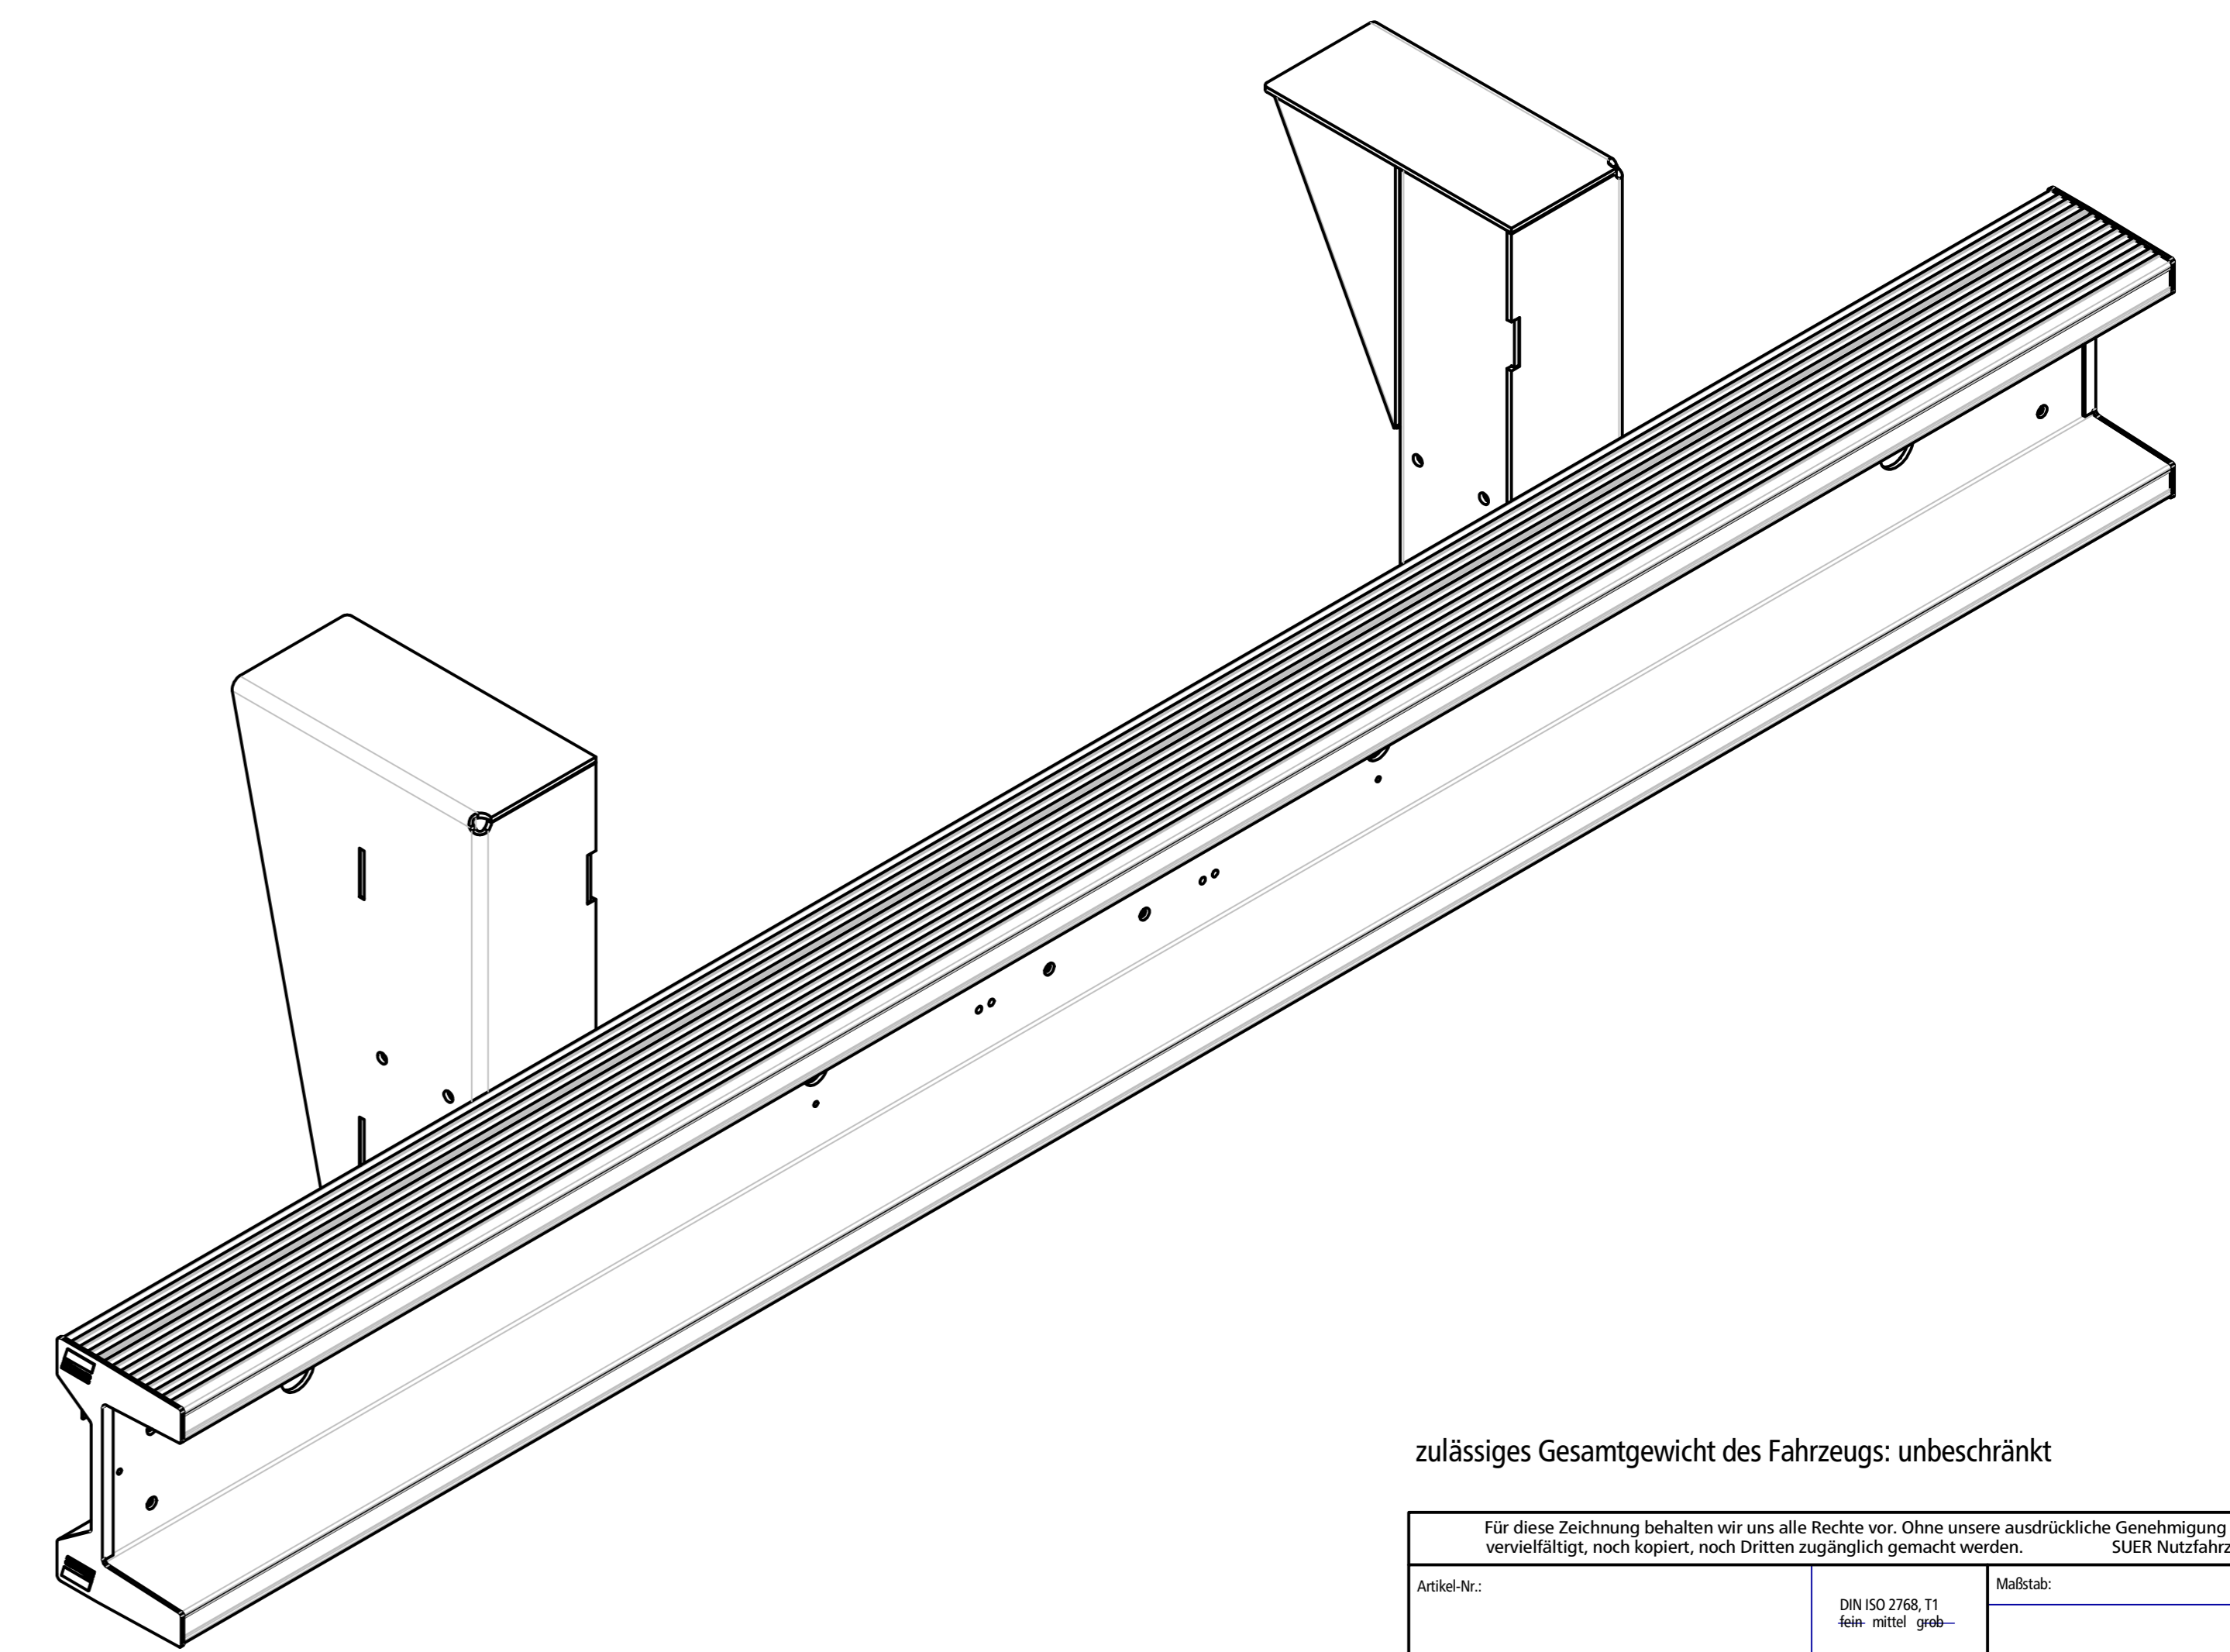 zulässiges Gesamtgewicht des Fahrzeugs: unbeschränkt
Für diese Zeichnung behalten wir uns alle Rechte vor. Ohne unsere ausdrückliche Genehmigung
vervielfältigt, noch kopiert, noch Dritten zugänglich gemacht werden. SUER Nutzfahrz
Artikel-Nr.:
DIN ISO 2768, T1
fein mittel grob
Maßstab: